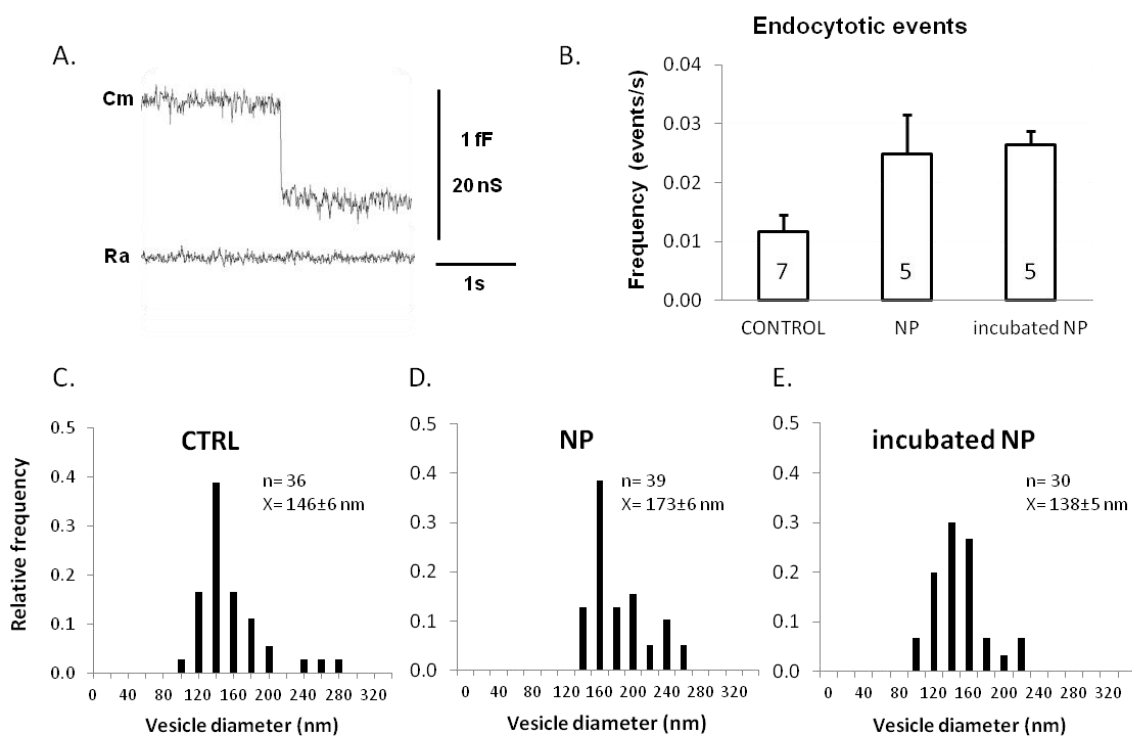 A.
Cm
Ra
1 fF
20 nS
1s
B.
Endocytotic events
Frequency (events/s)
0.04
0.03
0.02
0.01
0.00
7
5
5
CONTROL
NP
incubated NP
C.
CTRL
n= 36
X= 146±6 nm
Relative frequency
0.5
0.4
0.3
0.2
0.1
0.0
0 40 80 120 160 200 240 280 320
Vesicle diameter (nm)
D.
NP
n= 39
X= 173±6 nm
0.5
0.4
0.3
0.2
0.1
0.0
0 40 80 120 160 200 240 280 320
Vesicle diameter (nm)
E.
incubated NP
n= 30
X= 138±5 nm
0.5
0.4
0.3
0.2
0.1
0.0
0 40 80 120 160 200 240 280 320
Vesicle diameter (nm)